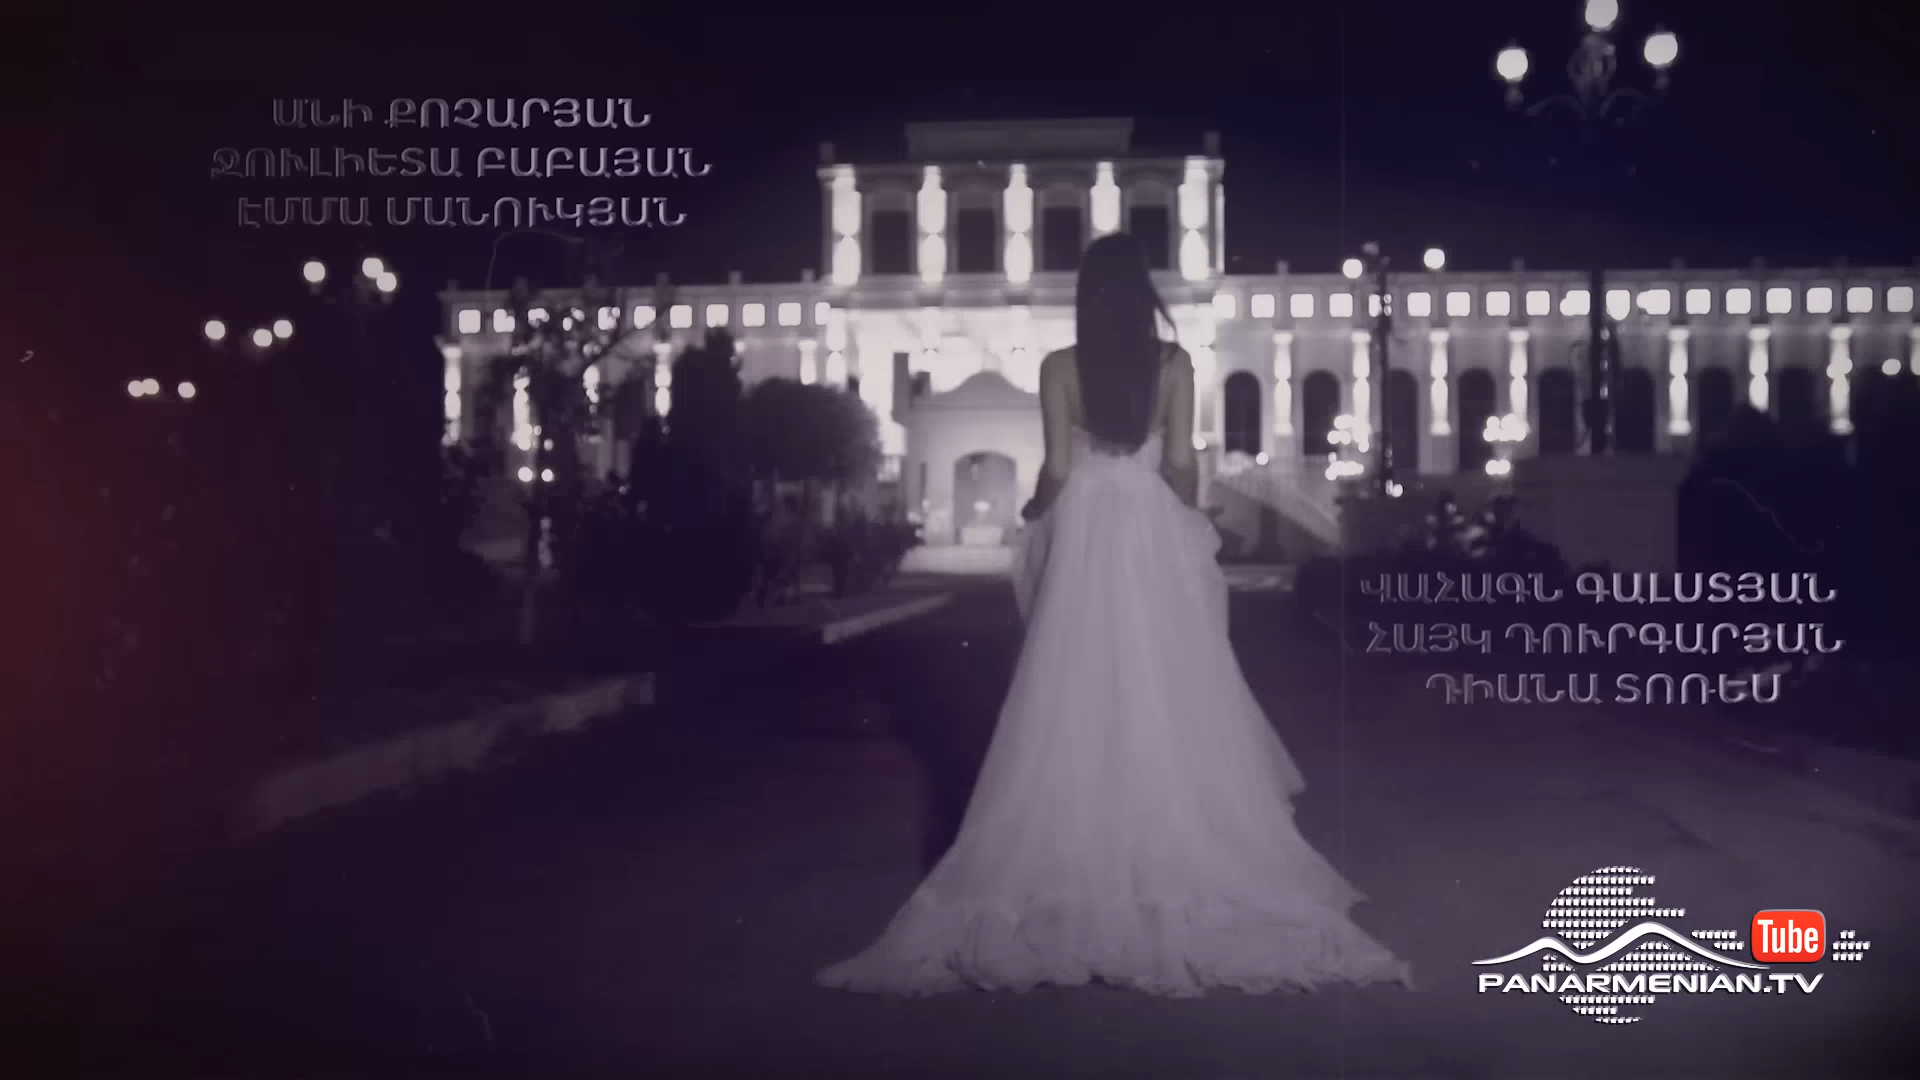 ԱՆԻ ՔՈՉԱՐՅԱՆ
ՋՈՒԼԻԵՏԱ ԲԱԲԱՅԱՆ
ԷՄՄԱ ՄԱՆՈՒԿՅԱՆ
ՎԱՀԱԳՆ ԳԱԼՍՏՅԱՆ
ՀԱՅԿ ԴՈՒՐԳԱՐՅԱՆ
ԴԻԱՆԱ ՏՈՌԵՍ
Tube
PANARMENIAN.TV